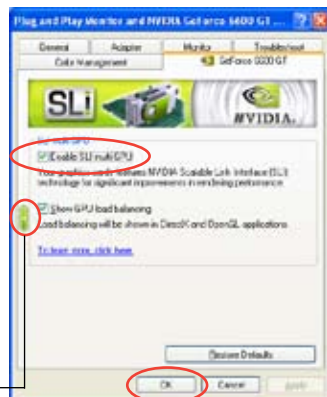 Plug and Play Monitor and NVIDIA GeForce 6600 GT ...
General Adapter Monitor Troubleshoot
Color Management GeForce 6600 GT
SLI
NVIDIA.
Enable SLI multi-GPU
Your graphics cards features NVIDIA Scalable Link Interface (SLI)
technology for significant improvements in rendering performance.
Show GPU load balancing
Load balancing will be shown in Direct3D and OpenGL applications.
To learn more, click here.
Restore Defaults
OK Cancel Apply